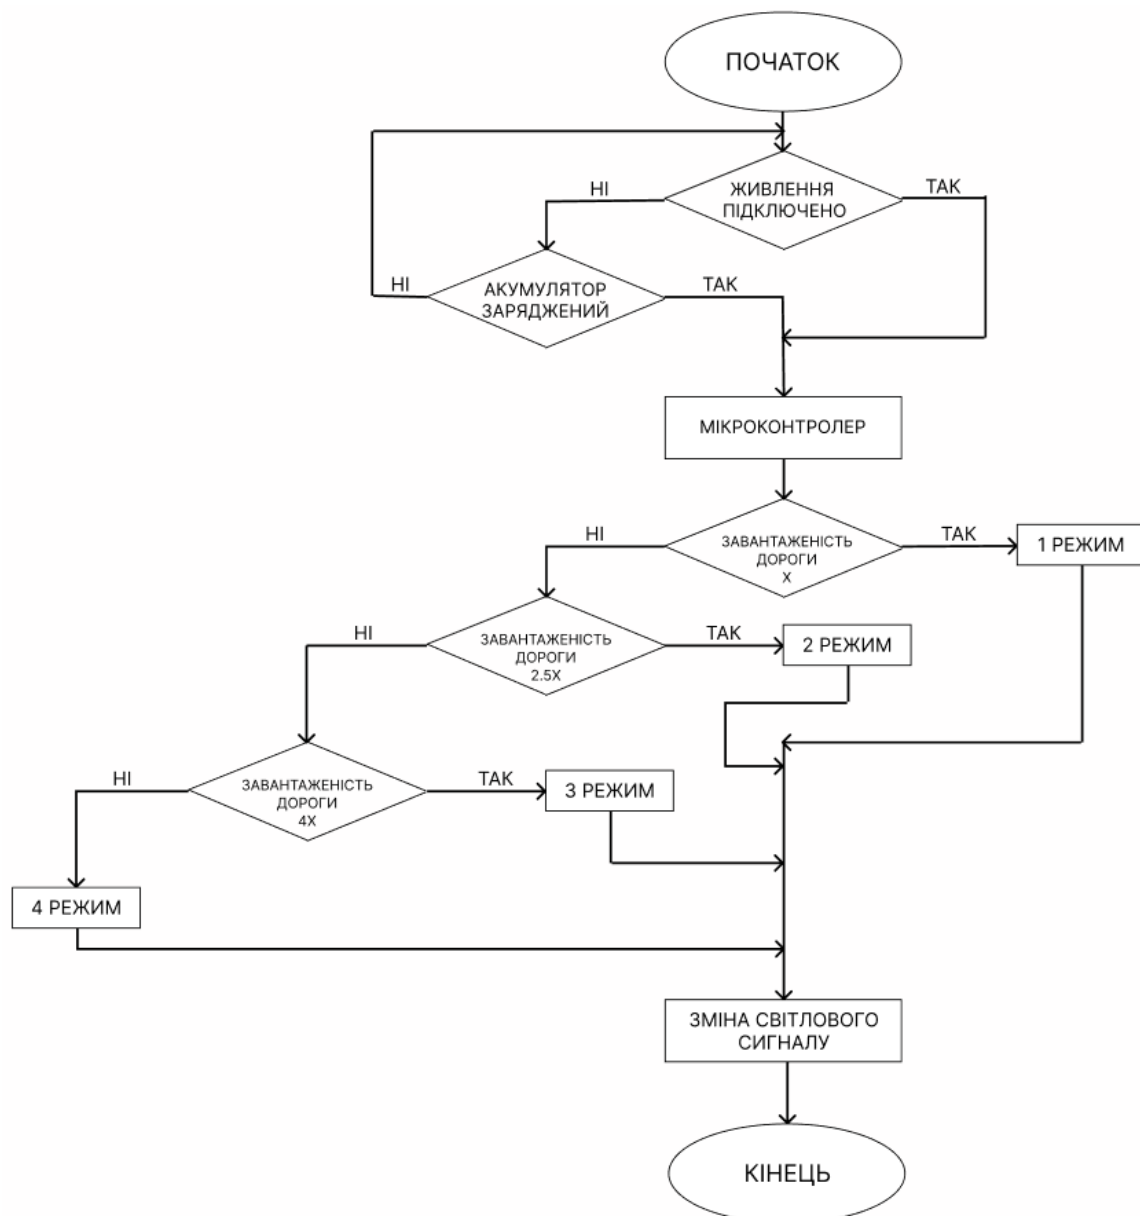 ПОЧАТОК
НІ
ЖИВЛЕННЯ
ПІДКЛЮЧЕНО
ТАК
НІ
АКУМУЛЯТОР
ЗАРЯДЖЕНИЙ
ТАК
МІКРОКОНТРОЛЕР
НІ
ЗАВАНТАЖЕНІСТЬ
ДОРОГИ
X
ТАК
1 РЕЖИМ
НІ
ЗАВАНТАЖЕНІСТЬ
ДОРОГИ
2.5X
ТАК
2 РЕЖИМ
НІ
ЗАВАНТАЖЕНІСТЬ
ДОРОГИ
4X
ТАК
3 РЕЖИМ
4 РЕЖИМ
ЗМІНА СВІТЛОВОГО
СИГНАЛУ
КІНЕЦЬ